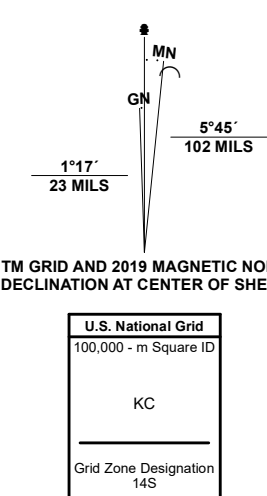 MN
GN
5°45´
102 MILS
1°17´
23 MILS
TM GRID AND 2019 MAGNETIC NO
DECLINATION AT CENTER OF SHE
U.S. National Grid
100,000 - m Square ID
KC
Grid Zone Designation
14S